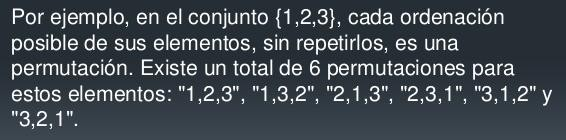 Por ejemplo, en el conjunto {1,2,3}, cada ordenación
posible de sus elementos, sin repetirlos, es una
permutación. Existe un total de 6 permutaciones para
estos elementos: "1,2,3", "1,3,2", "2,1,3", "2,3,1", "3,1,2" y
"3,2,1".